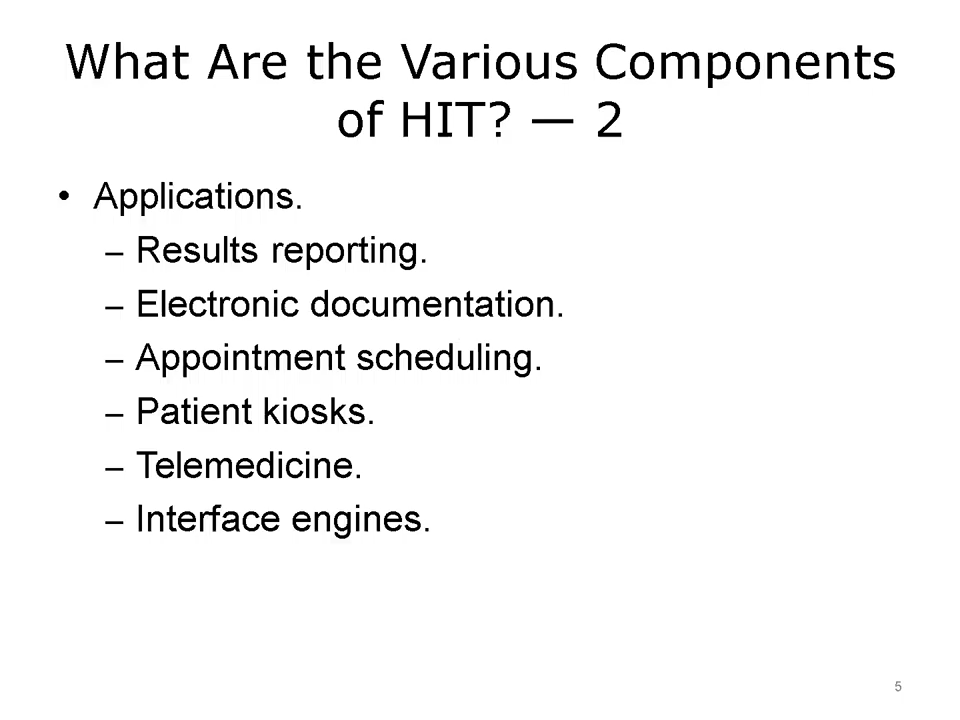 What Are the Various Components
of HIT? — 2
• Applications.
– Results reporting.
– Electronic documentation.
– Appointment scheduling.
– Patient kiosks.
– Telemedicine.
– Interface engines.
5